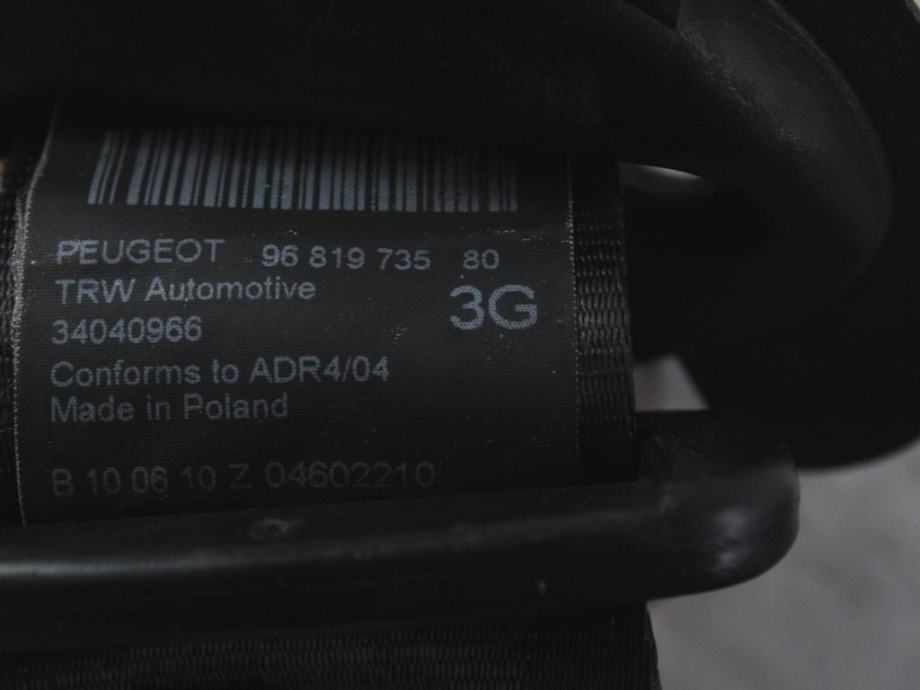 PEUGEOT 96 819 735 80
TRW Automotive 3G
34040966
Conforms to ADR4/04
Made in Poland
B 10 06 10 Z 04602210